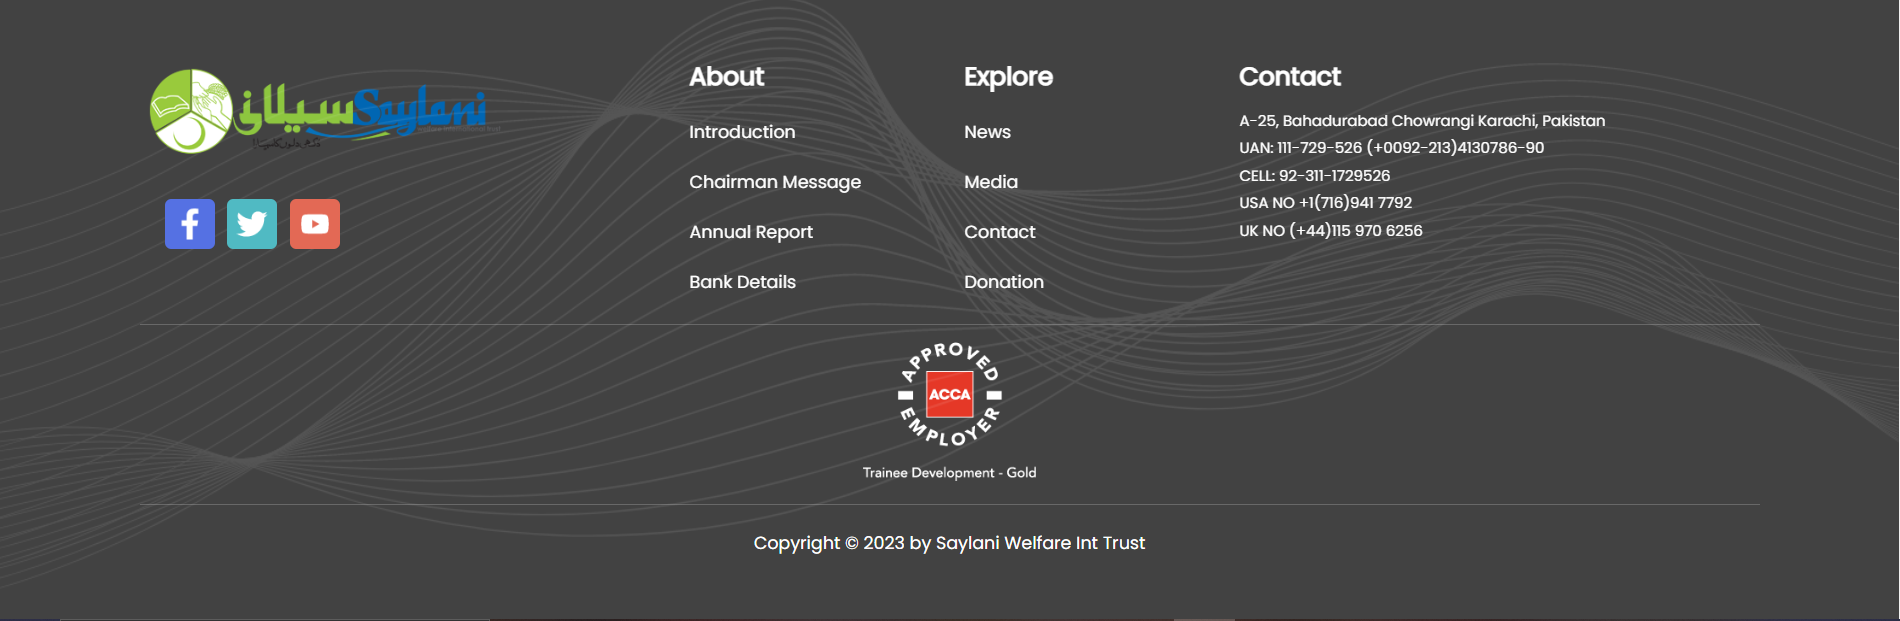 سیلانی Saylani
About
Introduction
Chairman Message
Annual Report
Bank Details
Explore
News
Media
Contact
Donation
Contact
A-25, Bahadurabad Chowrangi Karachi, Pakistan
UAN: 111-729-526 (+0092-213)4130786-90
CELL: 92-311-1729526
USA NO +1(716)941 7792
UK NO (+44)115 970 6256
APPROVED
ACCA
EMPLOYER
Trainee Development - Gold
Copyright © 2023 by Saylani Welfare Int Trust